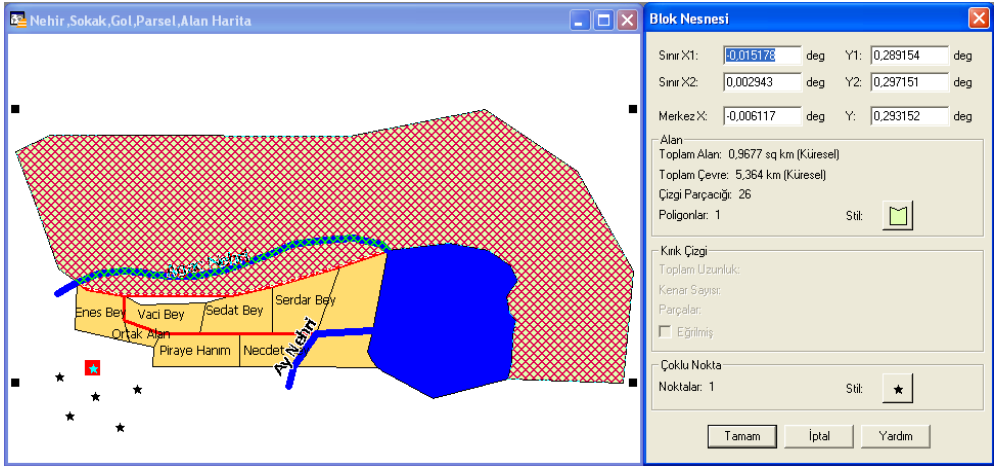 Nehir,Sokak,Gol,Parsel,Alan Harita
Enes Bey
Vaci Bey
Sedat Bey
Serdar Bey
Ortak Alan
Piraye Hanım
Necdet
Ay Nehri
Blok Nesnesi
Sınır X1: -0,015178 deg Y1: 0,289154 deg
Sınır X2: 0,002943 deg Y2: 0,297151 deg
Merkez X: -0,006117 deg Y: 0,293152 deg
Alan
Toplam Alan: 0,9677 sq km (Küresel)
Toplam Çevre: 5,364 km (Küresel)
Çizgi Parçacığı: 26
Poligonlar: 1 Stil:
Kırık Çizgi
Toplam Uzunluk:
Kenar Sayısı:
Parçalar:
Eğrilmiş
Çoklu Nokta
Noktalar: 1 Stil:
Tamam İptal Yardım